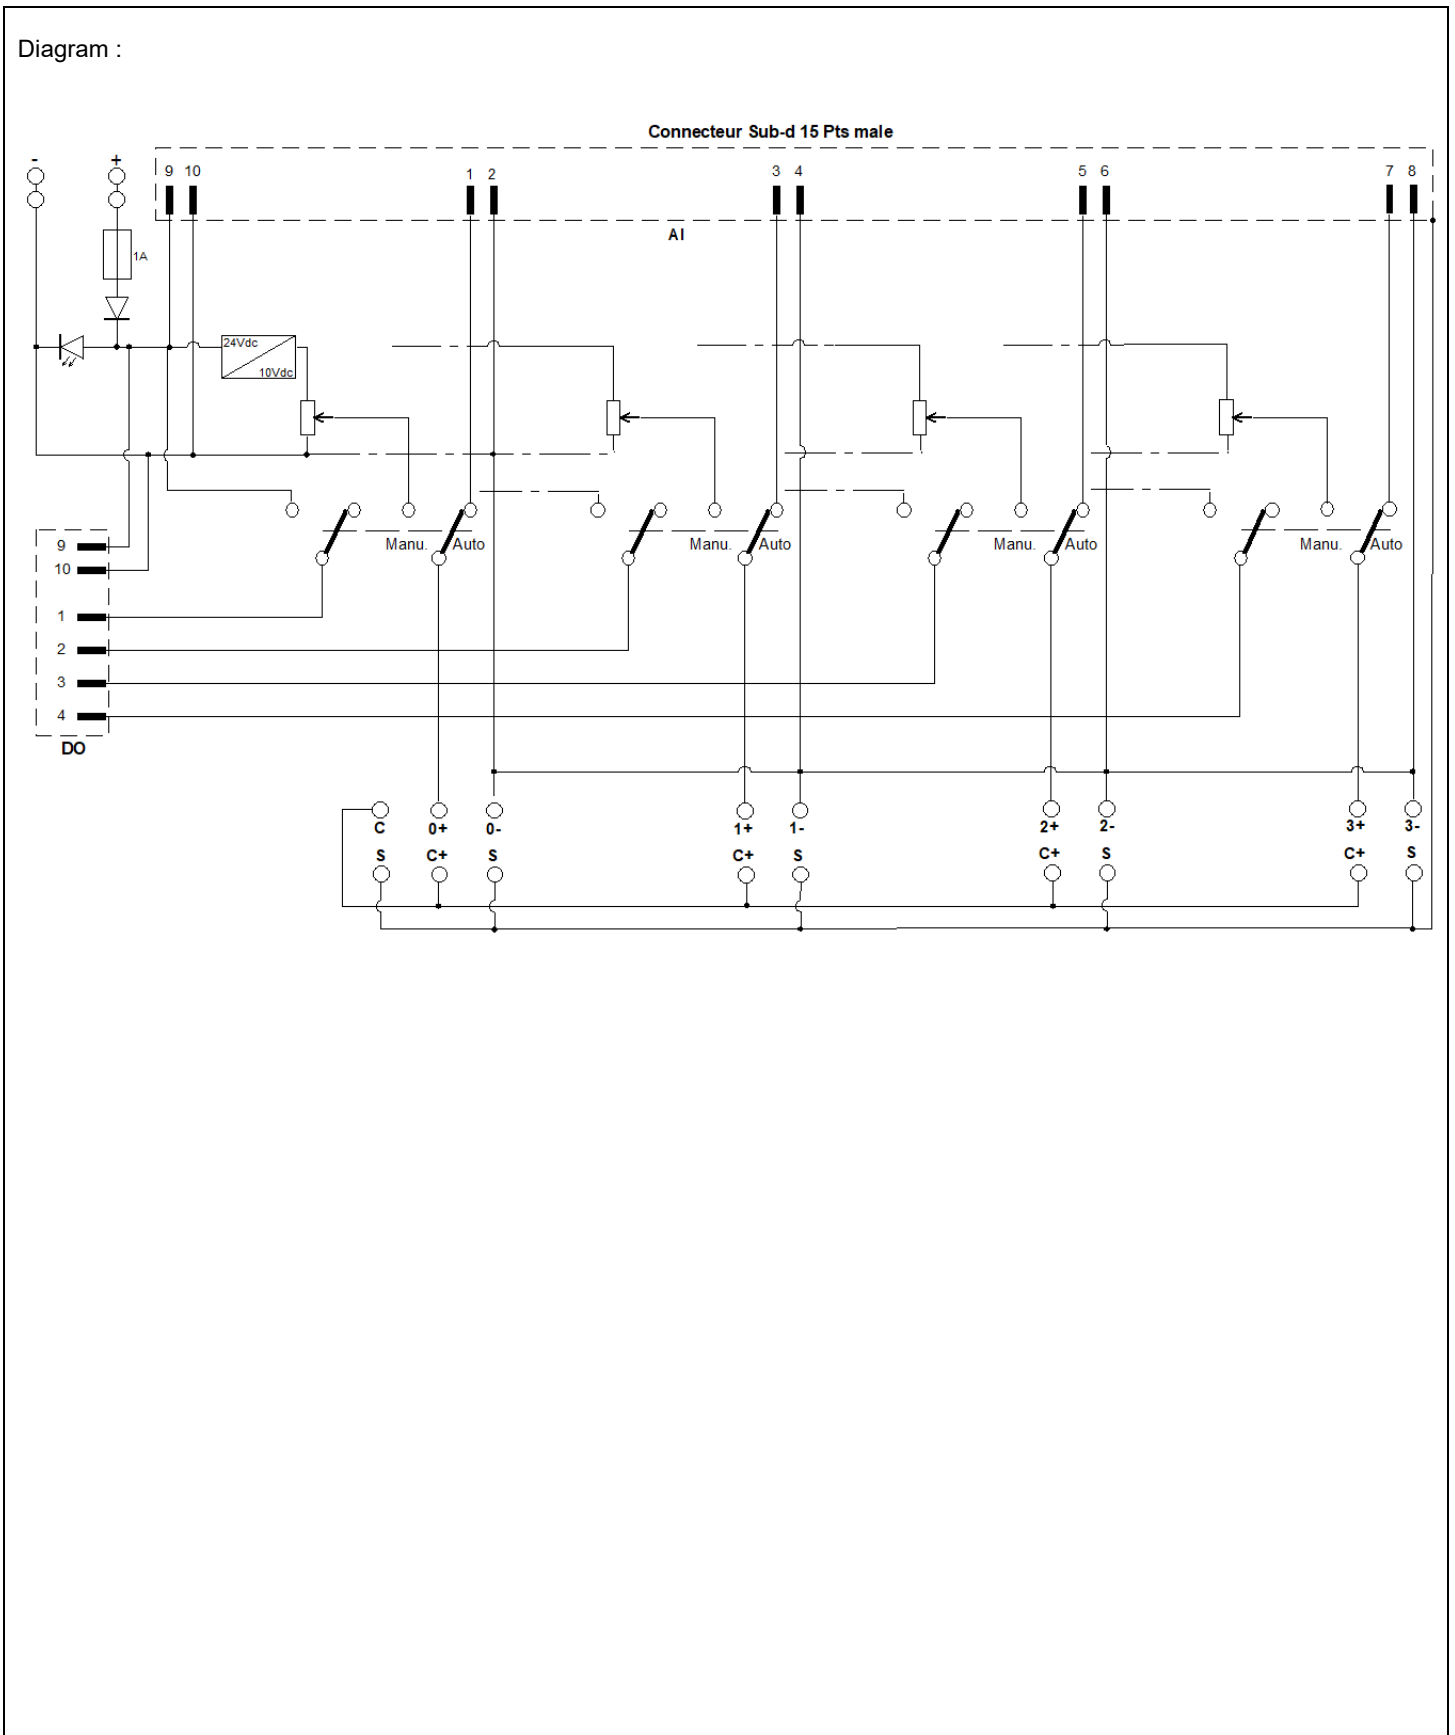 Diagram :
Connecteur Sub-d 15 Pts male
- +
9 10 1 2 3 4 5 6 7 8
AI
1A
24Vdc
10Vdc
Manu. Auto Manu. Auto Manu. Auto Manu. Auto
9
10
1
2
3
4
DO
C 0+ 0- 1+ 1- 2+ 2- 3+ 3-
S C+ S C+ S C+ S C+ S